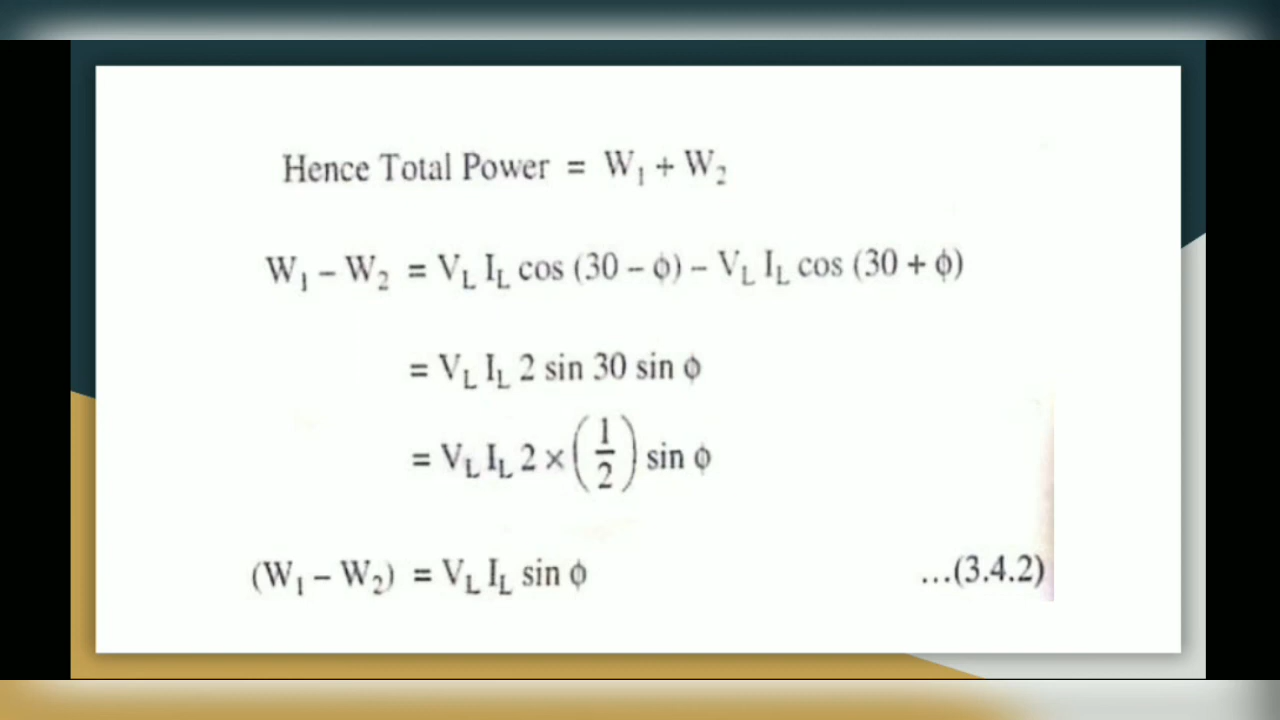 Hence Total Power = W₁ + W₂
W₁ – W₂ = V_L I_L cos (30 – ϕ) – V_L I_L cos (30 + ϕ)
= V_L I_L 2 sin 30 sin ϕ
= V_L I_L 2 × (1/2) sin ϕ
(W₁ – W₂) = V_L I_L sin ϕ ...(3.4.2)